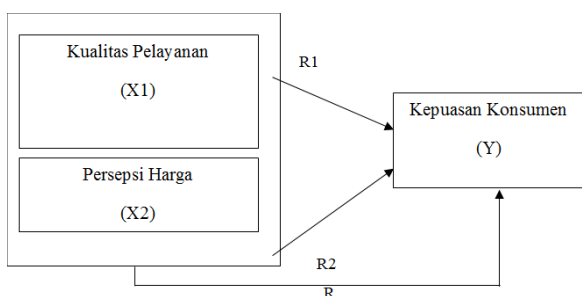 Kualitas Pelayanan
(X1)
R1
Kepuasan Konsumen
(Y)
Persepsi Harga
(X2)
R2
R